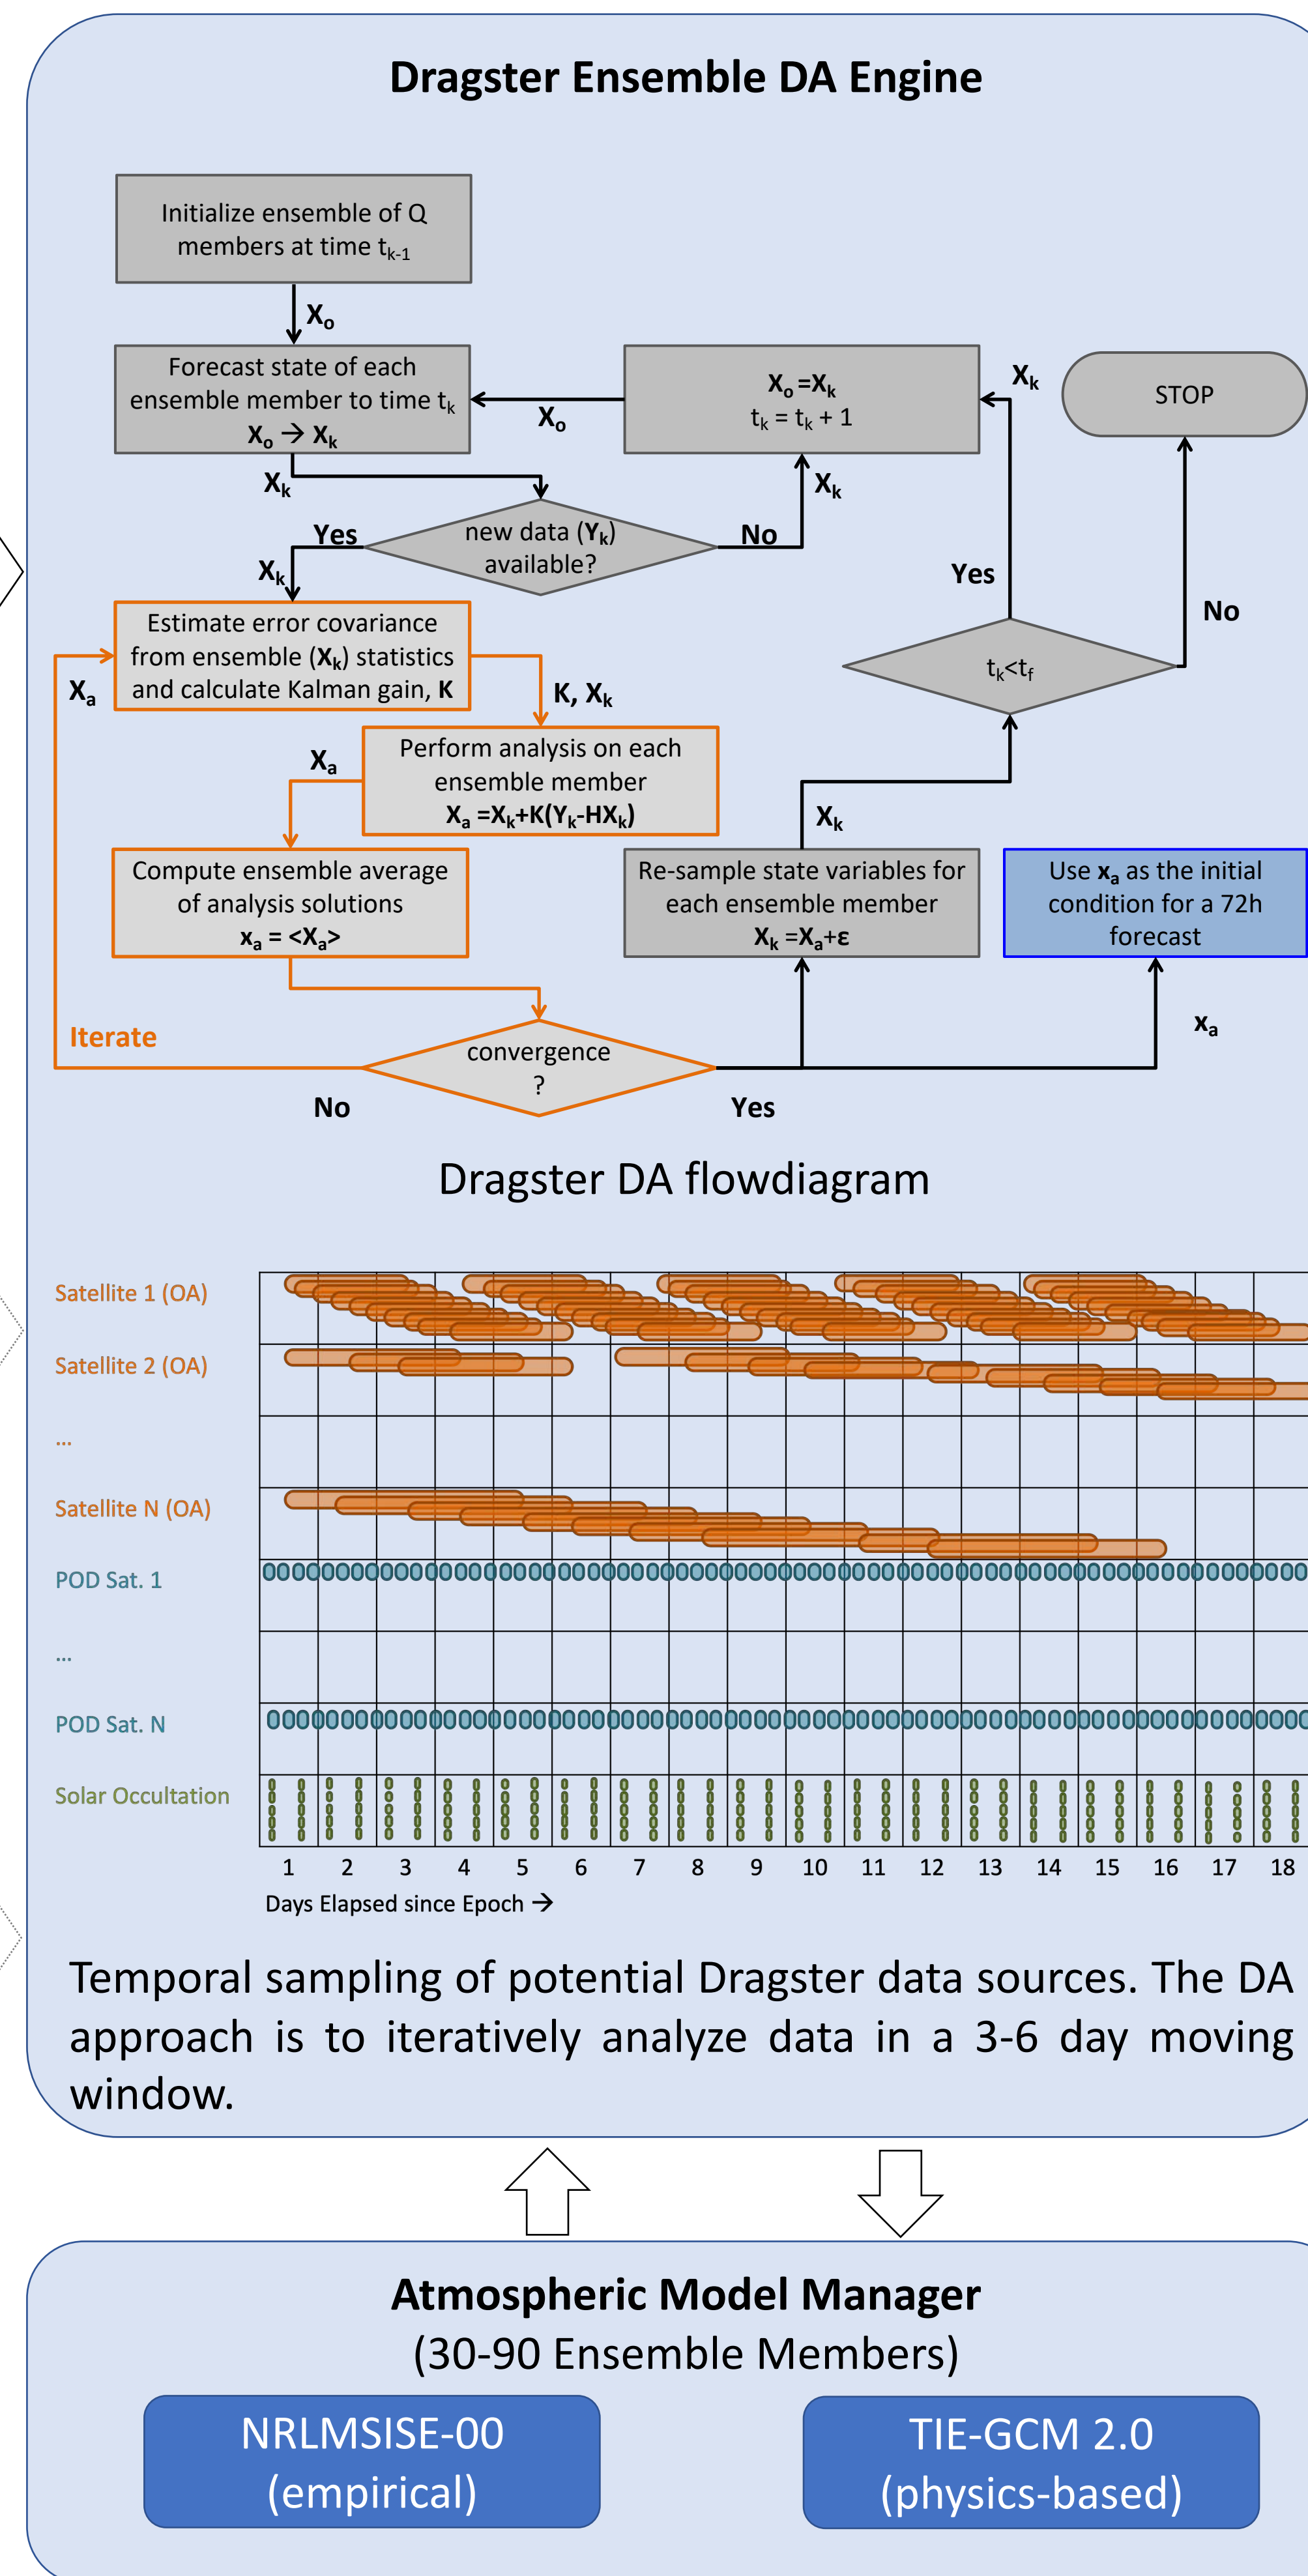 Dragster Ensemble DA Engine
Initialize ensemble of Q
members at time tk-1
Xo
Forecast state of each
ensemble member to time tk
Xo → Xk
Xo =Xk
tk = tk + 1
Xo
Xk
STOP
Xk
Xk
new data (Yk)
available?
Yes
No
Xk
Yes
No
Estimate error covariance
from ensemble (Xk) statistics
and calculate Kalman gain, K
Xa
K, Xk
tk<tf
Perform analysis on each
ensemble member
Xa =Xk+K(Yk-HXk)
Xa
Xk
Compute ensemble average
of analysis solutions
xa = <Xa>
Re-sample state variables for
each ensemble member
Xk =Xa+ε
Use xa as the initial
condition for a 72h
forecast
Iterate
convergence
?
xa
No
Yes
Dragster DA flowdiagram
Satellite 1 (OA)
Satellite 2 (OA)
...
Satellite N (OA)
POD Sat. 1
...
POD Sat. N
Solar Occultation
1 2 3 4 5 6 7 8 9 10 11 12 13 14 15 16 17 18
Days Elapsed since Epoch →
Temporal sampling of potential Dragster data sources. The DA
approach is to iteratively analyze data in a 3-6 day moving
window.
Atmospheric Model Manager
(30-90 Ensemble Members)
NRLMSISE-00
(empirical)
TIE-GCM 2.0
(physics-based)